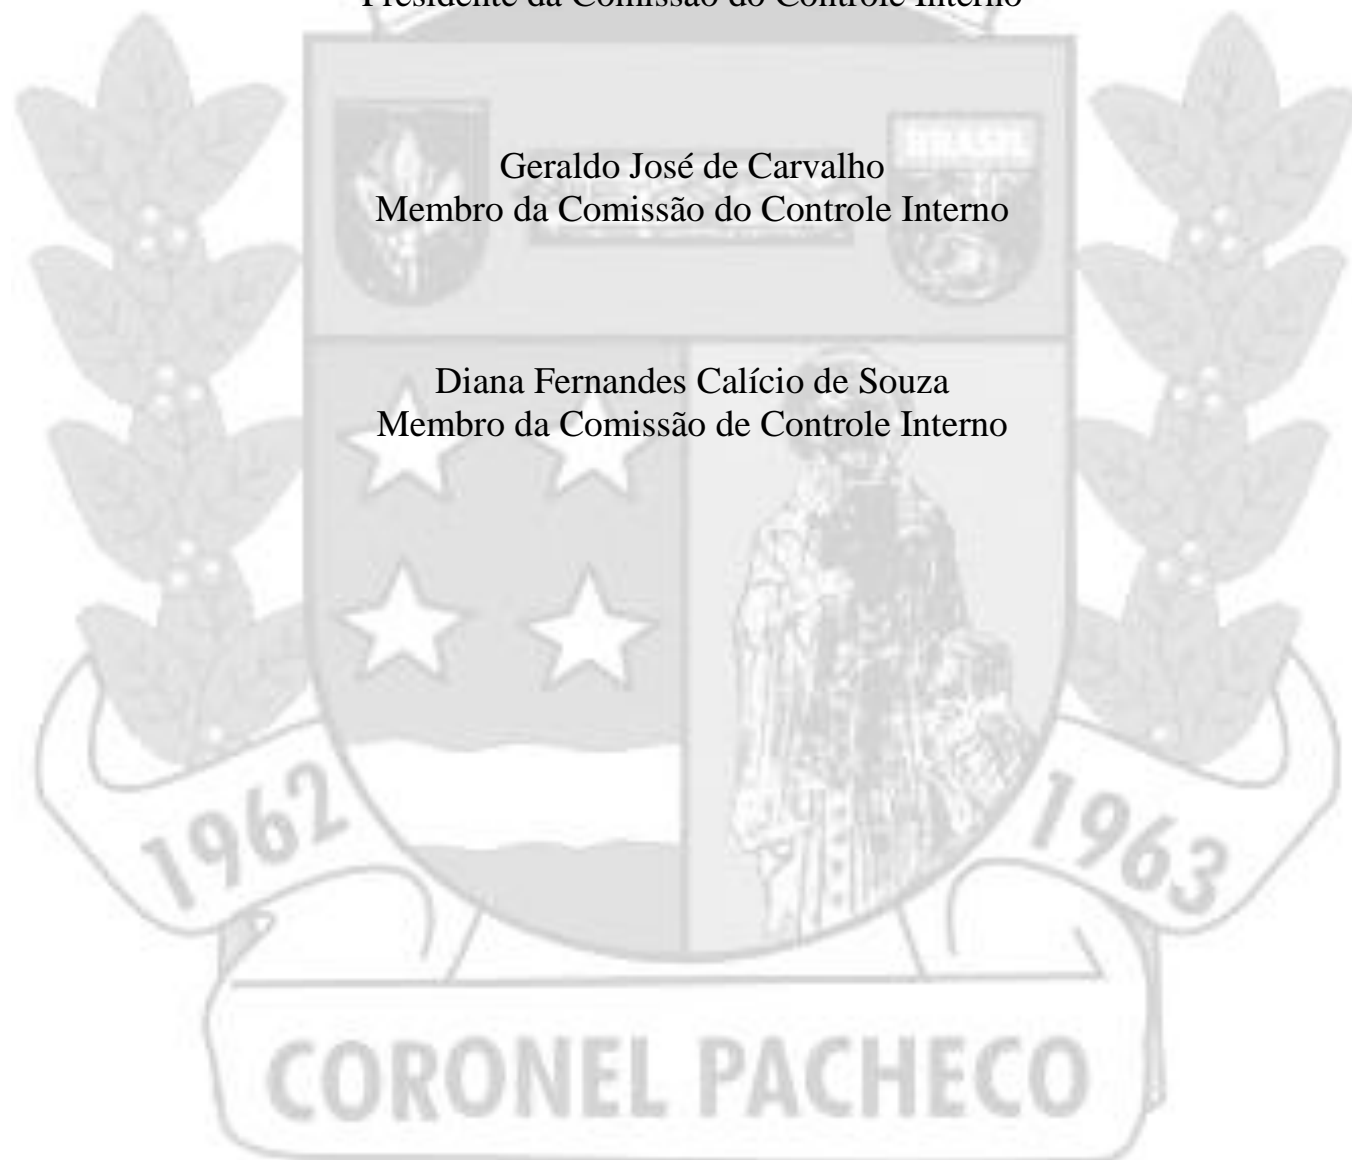 Presidente da Comissão do Controle Interno
Geraldo José de Carvalho
Membro da Comissão do Controle Interno
Diana Fernandes Calício de Souza
Membro da Comissão de Controle Interno
BRASIL
1962
1963
CORONEL PACHECO